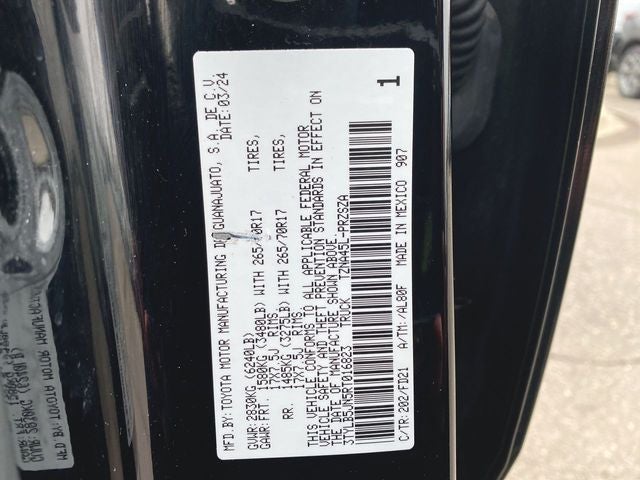 MFD.BY:TOYOTA MOTOR MANUFACTURING DE GUANAJUATO, S.A. DE C.V.
DATE:03/24
GVWR:2830KG (6240LB)
GAWR:FRT. 1580KG (3480LB) WITH 265/70R17 TIRES,
17X7.5J RIMS,
RR. 1485KG (3275LB) WITH 265/70R17 TIRES,
17X7.5J RIMS.
THIS VEHICLE CONFORMS TO ALL APPLICABLE FEDERAL MOTOR
VEHICLE SAFETY AND THEFT PREVENTION STANDARDS IN EFFECT ON
THE DATE OF MANUFACTURE SHOWN ABOVE.
3TYLB5JN5RT016823 TRUCK TZNA45L-PRZSZA
C/TR:202/FD21 A/TM:/AL80F MADE IN MEXICO 907
1